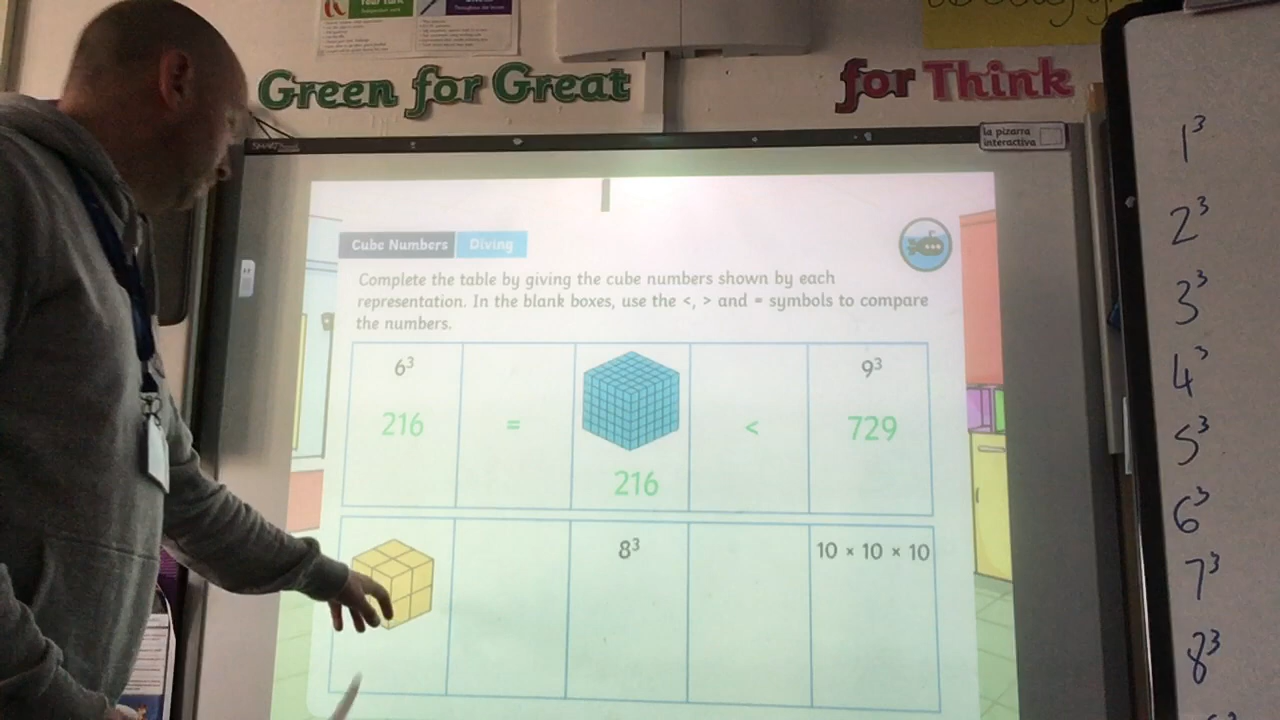 Green for Great
for Think
SMART Board
la pizarra
interactiva
Cube Numbers Diving
Complete the table by giving the cube numbers shown by each
representation. In the blank boxes, use the <, > and = symbols to compare
the numbers.
6³ 9³
216 = < 729
216
8³ 10 × 10 × 10
1³
2³
3³
4³
5³
6³
7³
8³